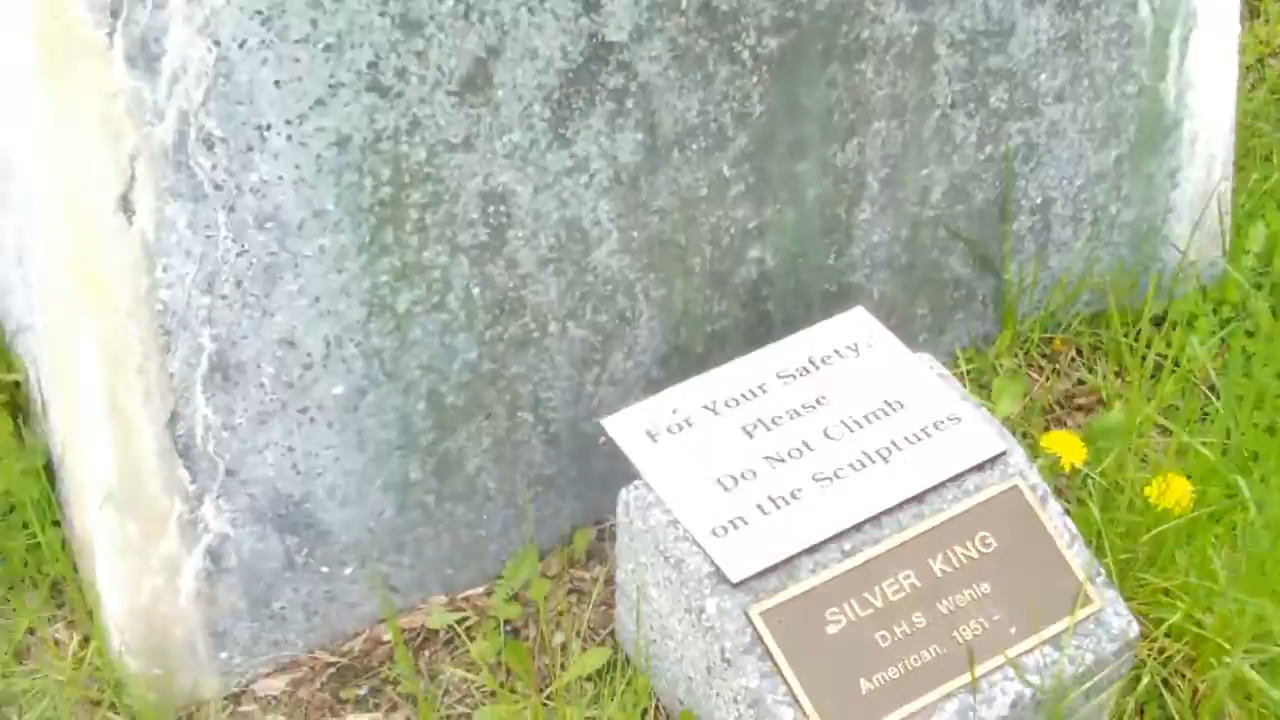 For Your Safety,
Please
Do Not Climb
on the Sculptures
SILVER KING
D.H.S. Wehle
American, 1951-